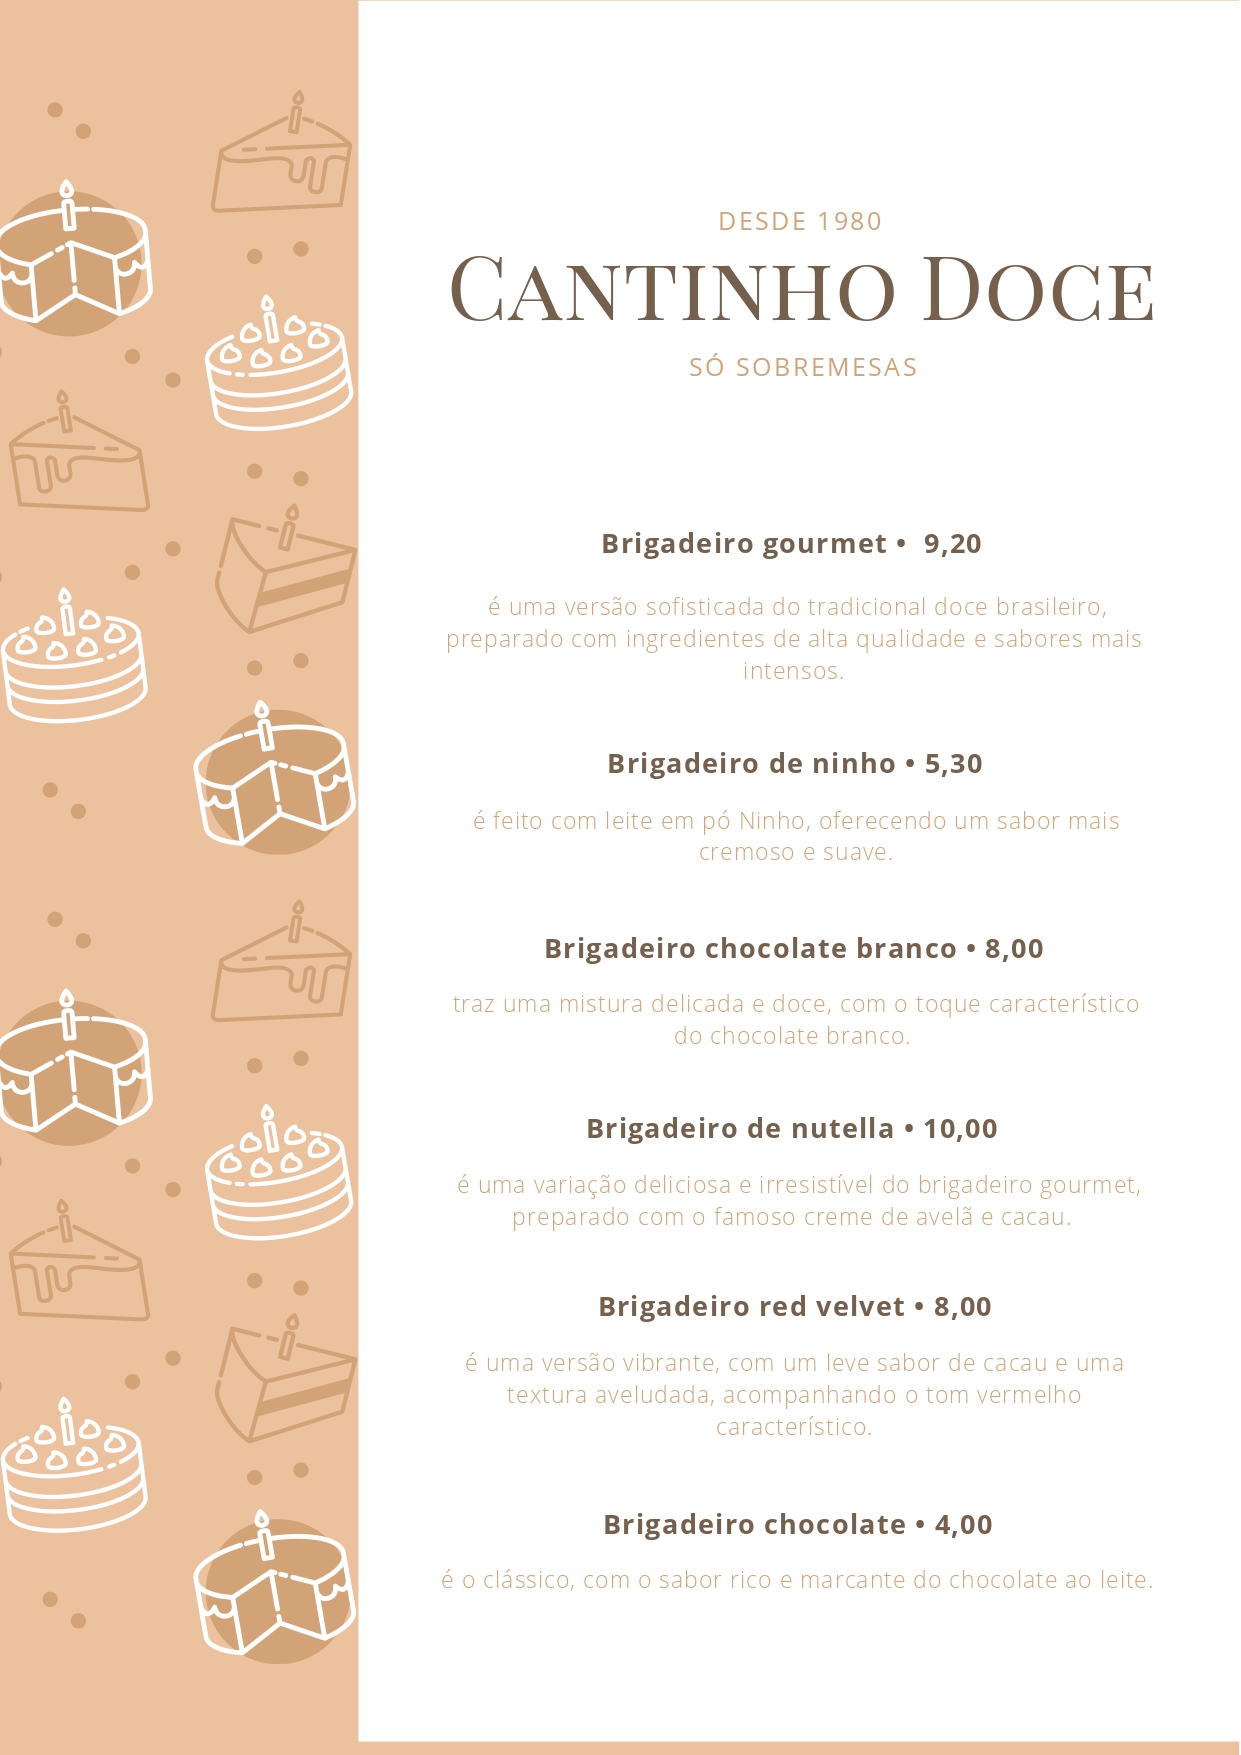 DESDE 1980
Cantinho Doce
SÓ SOBREMESAS
Brigadeiro gourmet • 9,20
é uma versão sofisticada do tradicional doce brasileiro,
preparado com ingredientes de alta qualidade e sabores mais
intensos.
Brigadeiro de ninho • 5,30
é feito com leite em pó Ninho, oferecendo um sabor mais
cremoso e suave.
Brigadeiro chocolate branco • 8,00
traz uma mistura delicada e doce, com o toque característico
do chocolate branco.
Brigadeiro de nutella • 10,00
é uma variação deliciosa e irresistível do brigadeiro gourmet,
preparado com o famoso creme de avelã e cacau.
Brigadeiro red velvet • 8,00
é uma versão vibrante, com um leve sabor de cacau e uma
textura aveludada, acompanhando o tom vermelho
característico.
Brigadeiro chocolate • 4,00
é o clássico, com o sabor rico e marcante do chocolate ao leite.